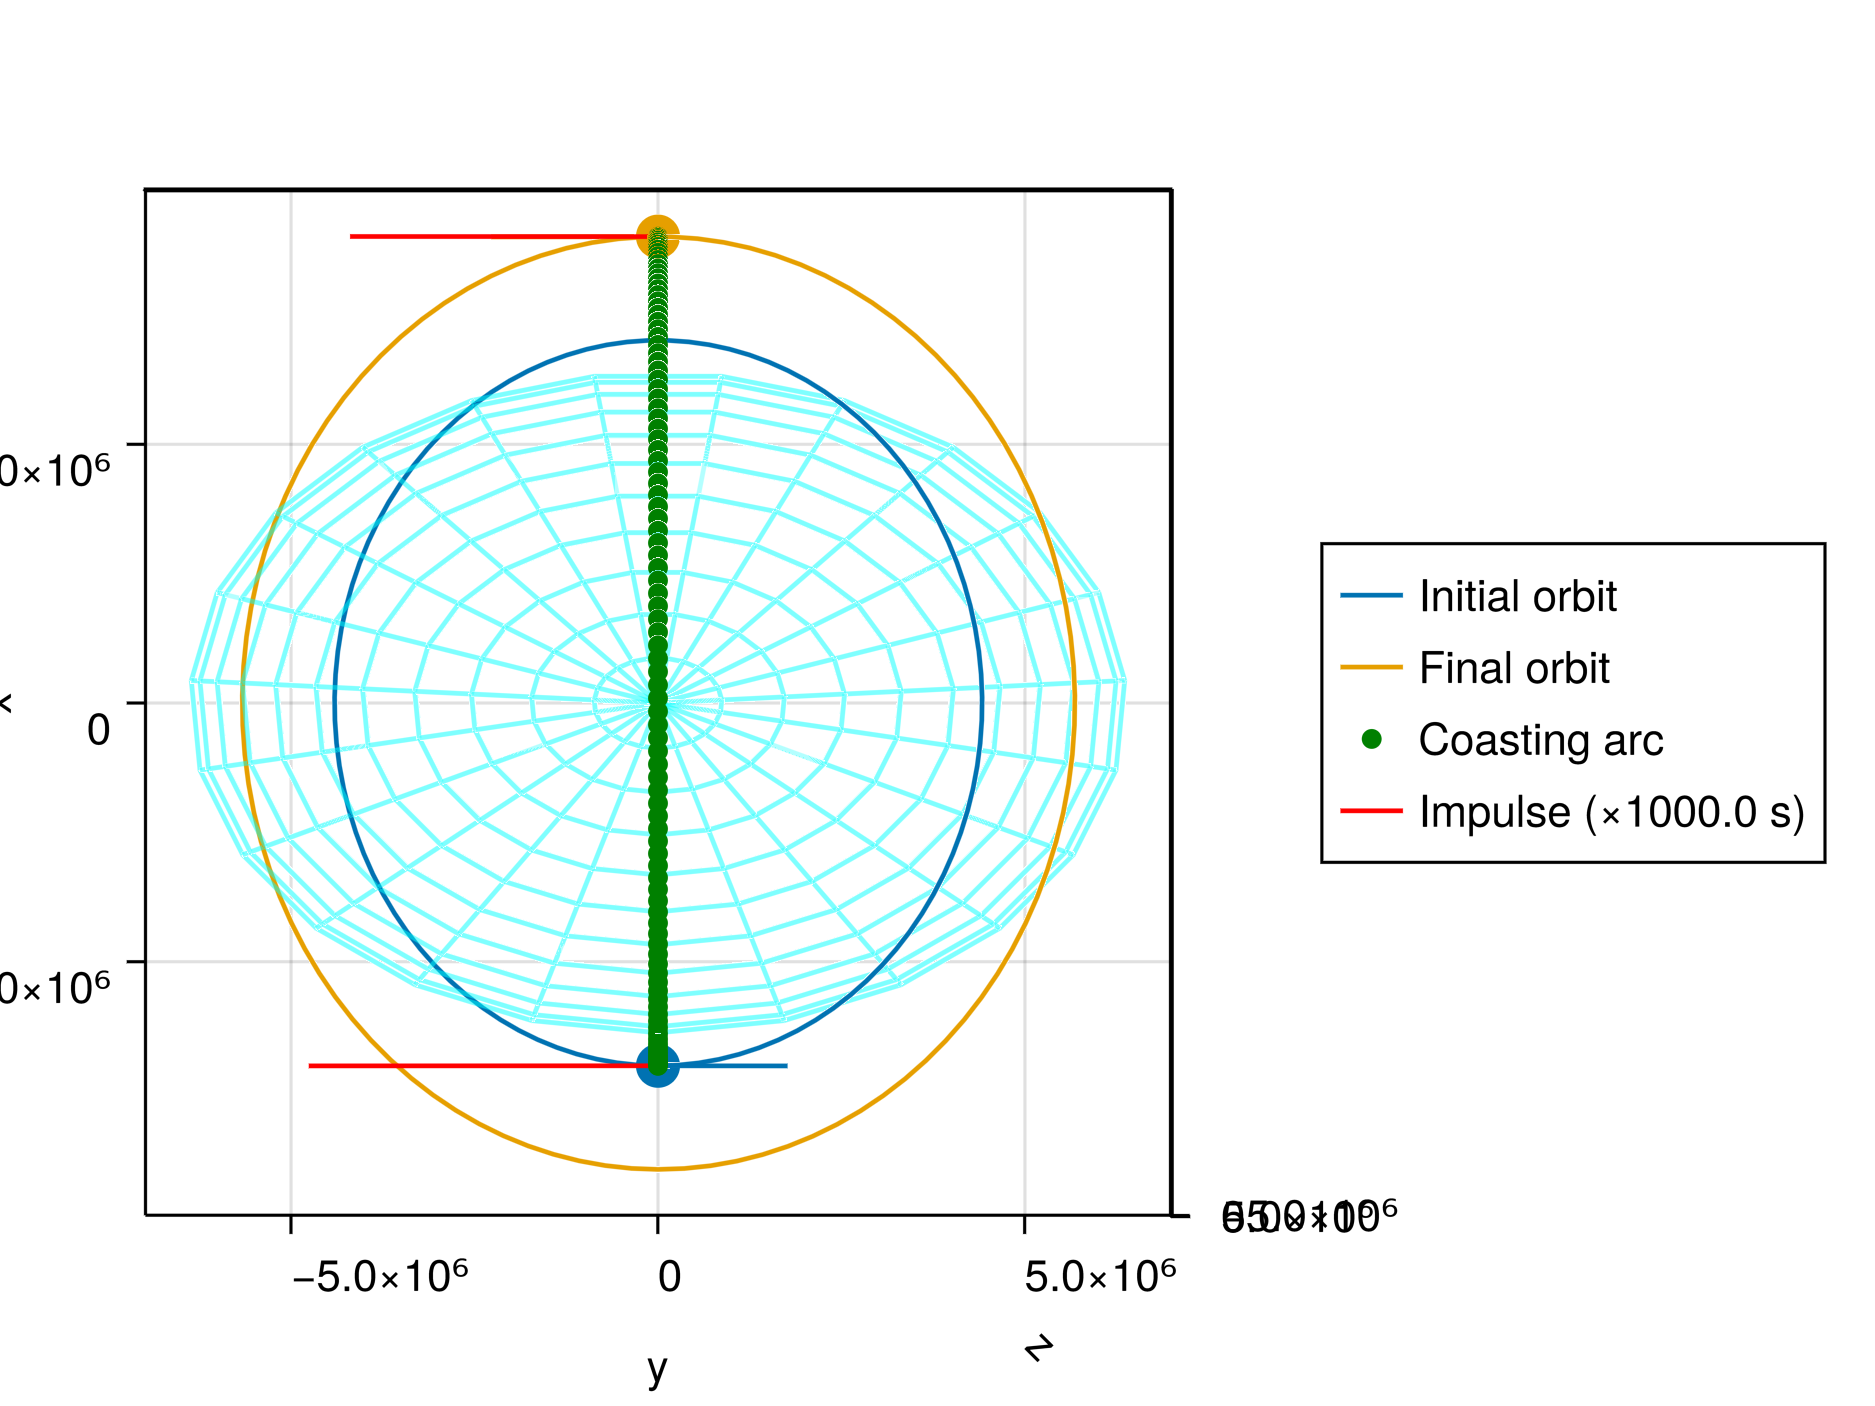 0×10⁶
x
0
0×10⁶
−5.0×10⁶
0
5.0×10⁶
y
z
Initial orbit
Final orbit
Coasting arc
Impulse (×1000.0 s)